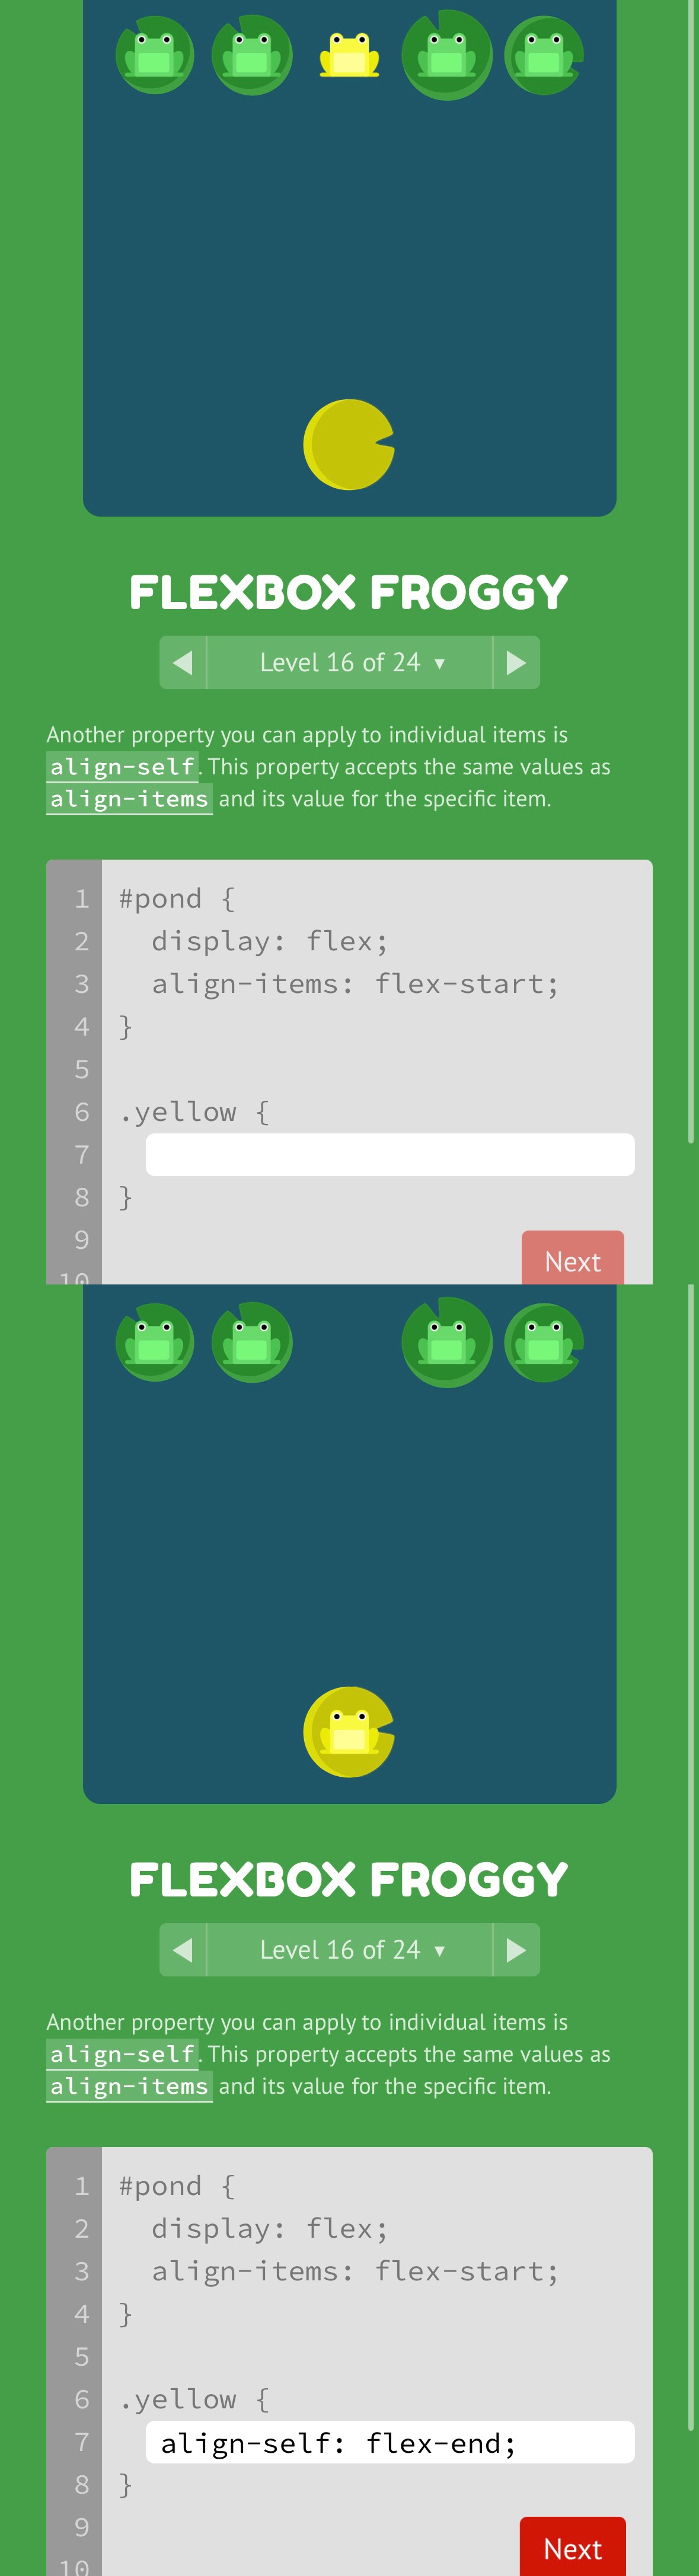 FLEXBOX FROGGY
◀ Level 16 of 24 ▼ ▶
Another property you can apply to individual items is
align-self. This property accepts the same values as
align-items and its value for the specific item.
1 #pond {
2 display: flex;
3 align-items: flex-start;
4 }
5
6 .yellow {
7
8 }
9
Next
10
FLEXBOX FROGGY
◀ Level 16 of 24 ▼ ▶
Another property you can apply to individual items is
align-self. This property accepts the same values as
align-items and its value for the specific item.
1 #pond {
2 display: flex;
3 align-items: flex-start;
4 }
5
6 .yellow {
7 align-self: flex-end;
8 }
9
Next
10